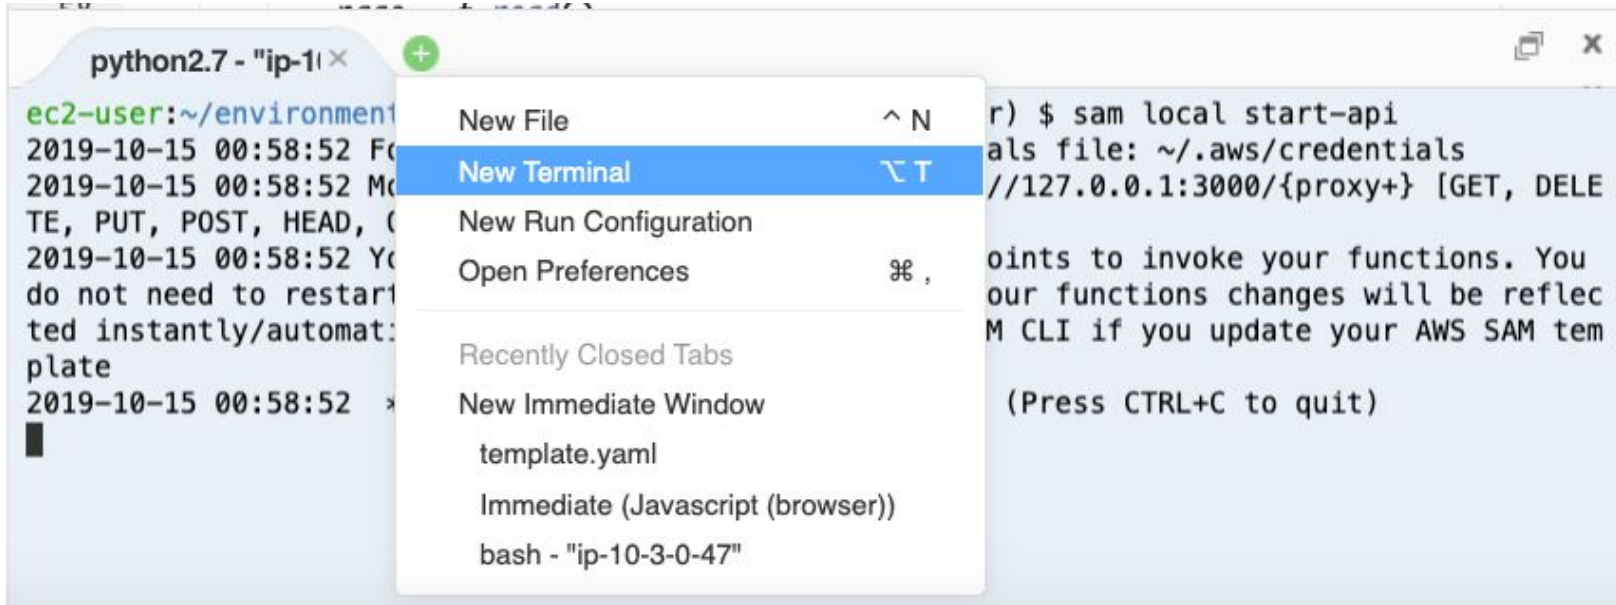 python2.7 - "ip-1
ec2-user:~/environment
r) $ sam local start-api
2019-10-15 00:58:52
als file: ~/.aws/credentials
2019-10-15 00:58:52
//127.0.0.1:3000/{proxy+} [GET, DELE
TE, PUT, POST, HEAD,
2019-10-15 00:58:52
oints to invoke your functions. You
do not need to restart
our functions changes will be reflec
ted instantly/automati
M CLI if you update your AWS SAM tem
plate
2019-10-15 00:58:52
(Press CTRL+C to quit)
New File ^ N
New Terminal ⌥ T
New Run Configuration
Open Preferences ⌘ ,
Recently Closed Tabs
New Immediate Window
template.yaml
Immediate (Javascript (browser))
bash - "ip-10-3-0-47"